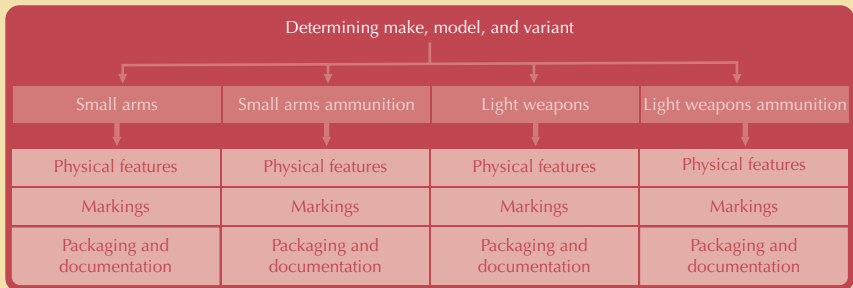 Determining make, model, and variant
Small arms
Small arms ammunition
Light weapons
Light weapons ammunition
Physical features
Physical features
Physical features
Physical features
Markings
Markings
Markings
Markings
Packaging and
documentation
Packaging and
documentation
Packaging and
documentation
Packaging and
documentation